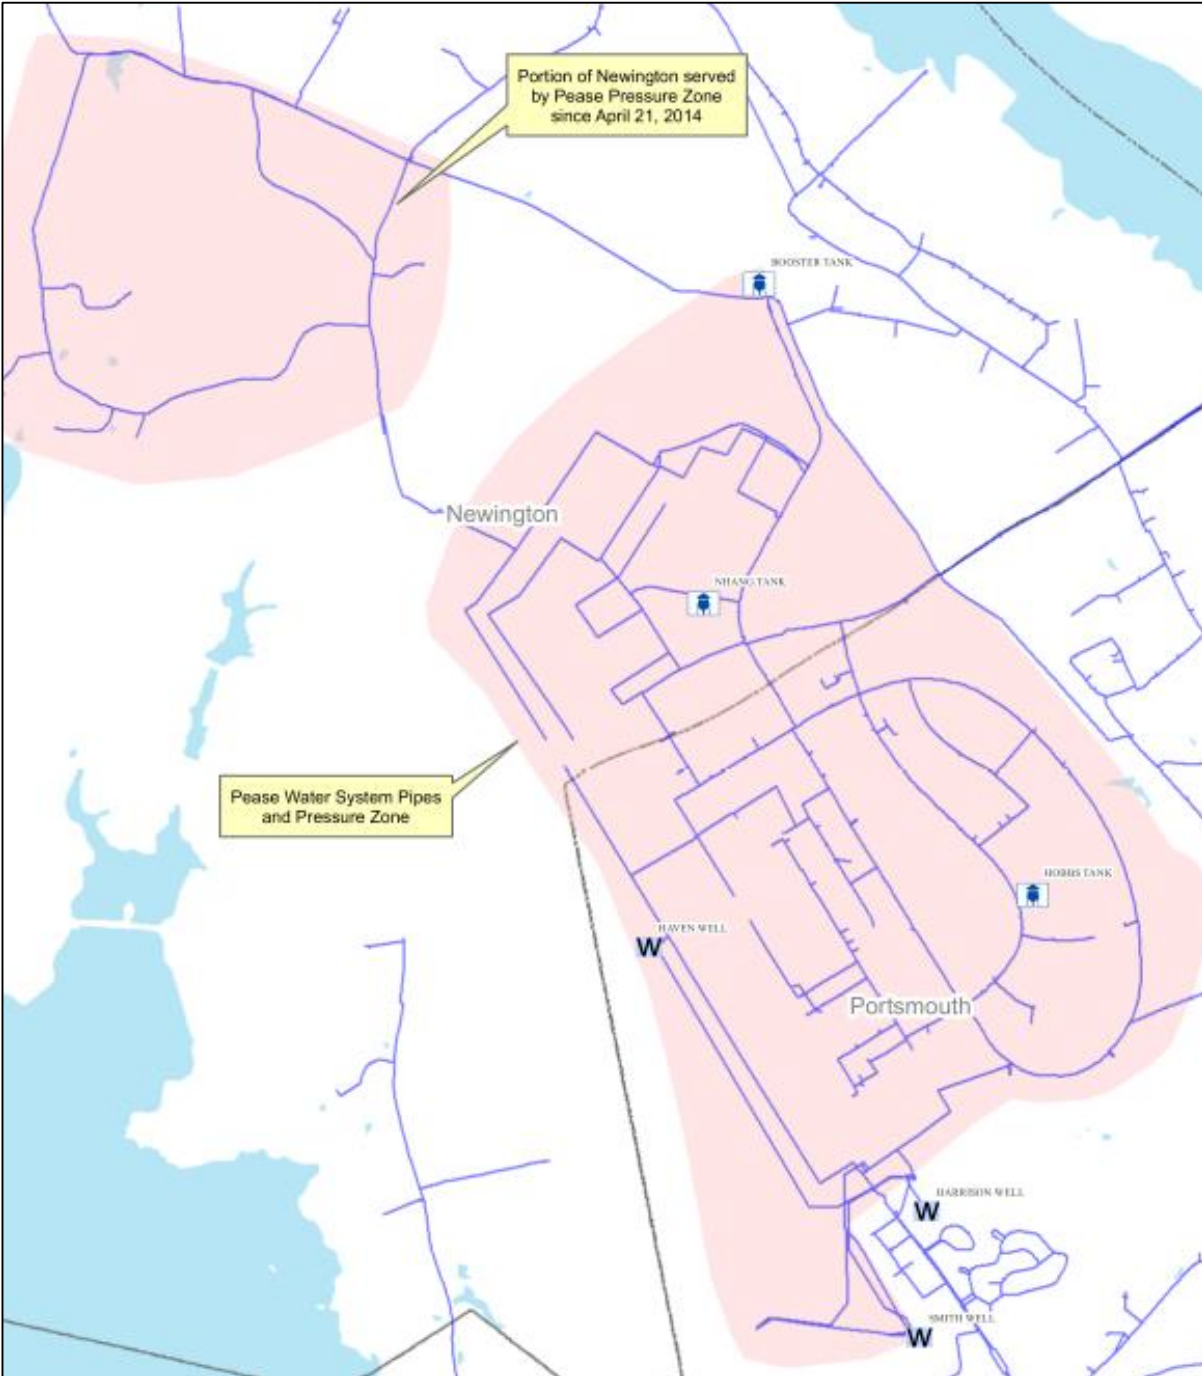 Portion of Newington served
by Pease Pressure Zone
since April 21, 2014
BOOSTER TANK
Newington
NHANG TANK
Pease Water System Pipes
and Pressure Zone
HOBBS TANK
HAVEN WELL
W
Portsmouth
HARRISON WELL
W
SMITH WELL
W